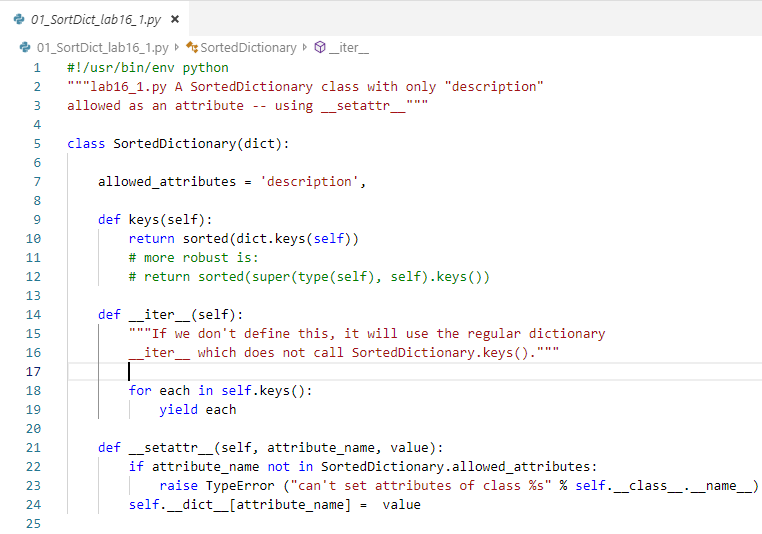 01_SortDict_lab16_1.py ×
01_SortDict_lab16_1.py SortedDictionary __iter__
1 #!/usr/bin/env python
2 """lab16_1.py A SortedDictionary class with only "description"
3 allowed as an attribute -- using __setattr__"""
4
5 class SortedDictionary(dict):
6
7     allowed_attributes = 'description',
8
9     def keys(self):
10         return sorted(dict.keys(self))
11         # more robust is:
12         # return sorted(super(type(self), self).keys())
13
14     def __iter__(self):
15         """If we don't define this, it will use the regular dictionary
16         __iter__ which does not call SortedDictionary.keys()."""
17
18         for each in self.keys():
19             yield each
20
21     def __setattr__(self, attribute_name, value):
22         if attribute_name not in SortedDictionary.allowed_attributes:
23             raise TypeError ("can't set attributes of class %s" % self.__class__.__name__)
24         self.__dict__[attribute_name] =  value
25